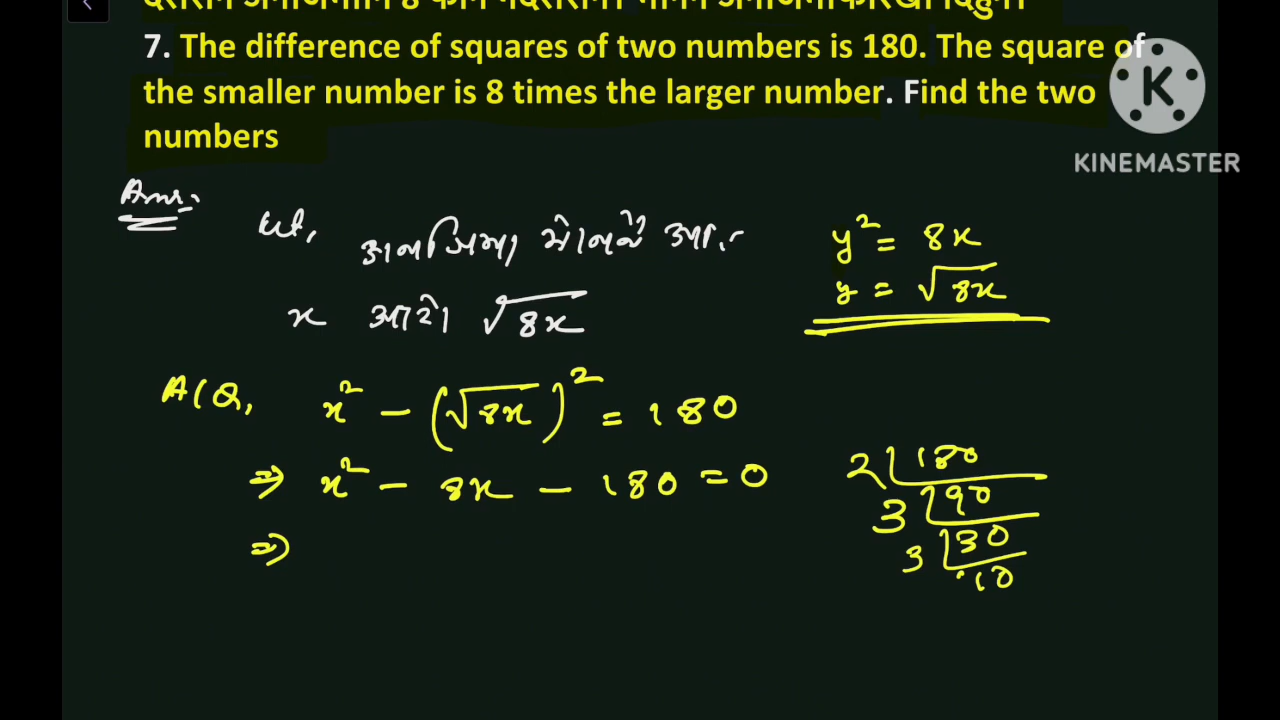 7. The difference of squares of two numbers is 180. The square of
the smaller number is 8 times the larger number. Find the two
numbers
KINEMASTER
Ans:-
Let,
x √8x
y² = 8x
y = √8x
A/Q, x² - (√8x)² = 180
⇒ x² - 8x - 180 = 0
⇒
2 | 180
3 | 90
3 | 30
10